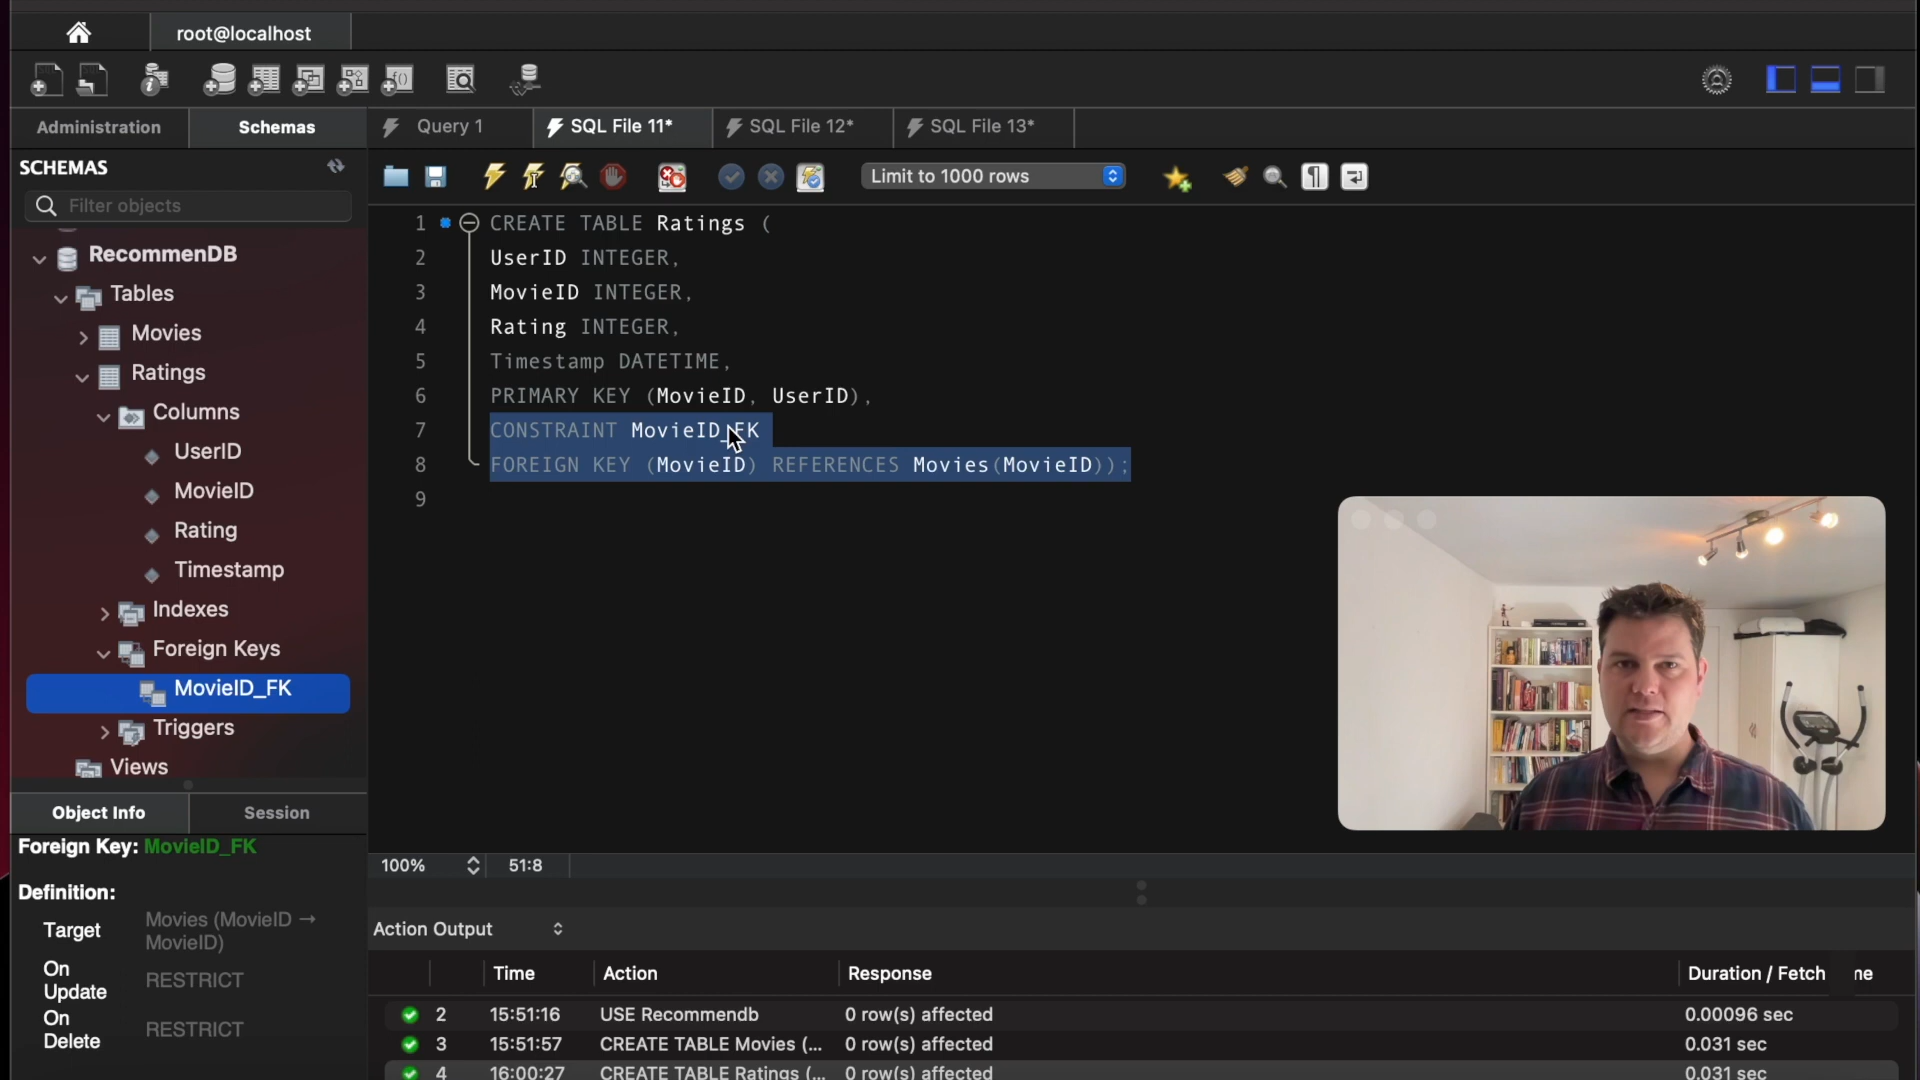 root@localhost
Administration
Schemas
Query 1
SQL File 11*
SQL File 12*
SQL File 13*
SCHEMAS
Filter objects
Limit to 1000 rows
RecommenDB
Tables
Movies
Ratings
Columns
UserID
MovieID
Rating
Timestamp
Indexes
Foreign Keys
MovieID_FK
Triggers
Views
1 CREATE TABLE Ratings (
2 UserID INTEGER,
3 MovieID INTEGER,
4 Rating INTEGER,
5 Timestamp DATETIME,
6 PRIMARY KEY (MovieID, UserID),
7 CONSTRAINT MovieID_FK
8 FOREIGN KEY (MovieID) REFERENCES Movies(MovieID));
9
Object Info
Session
Foreign Key: MovieID_FK
Definition:
Target Movies (MovieID →
MovieID)
On
Update RESTRICT
On
Delete RESTRICT
100% 51:8
Action Output
Time Action Response Duration / Fetch
2 15:51:16 USE Recommendb 0 row(s) affected 0.00096 sec
3 15:51:57 CREATE TABLE Movies (... 0 row(s) affected 0.031 sec
4 16:00:27 CREATE TABLE Ratings (... 0 row(s) affected 0.031 sec